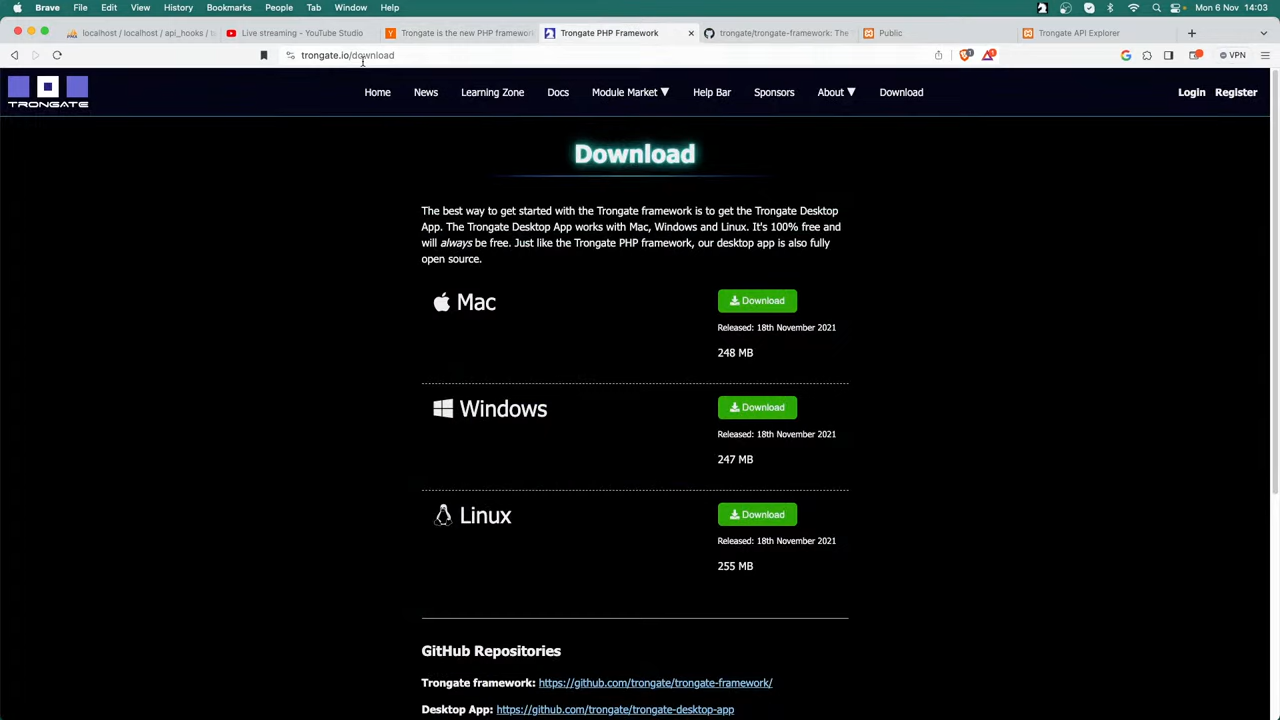 Brave File Edit View History Bookmarks People Tab Window Help Mon 6 Nov 14:03
localhost / localhost / api_hooks / t
Live streaming - YouTube Studio
Trongate is the new PHP framework
Trongate PHP Framework
trongate/trongate-framework: The
Public
Trongate API Explorer
trongate.io/download
VPN
TRONGATE
Home News Learning Zone Docs Module Market ▼ Help Bar Sponsors About ▼ Download
Login Register
Download
The best way to get started with the Trongate framework is to get the Trongate Desktop
App. The Trongate Desktop App works with Mac, Windows and Linux. It's 100% free and
will always be free. Just like the Trongate PHP framework, our desktop app is also fully
open source.
Mac
Download
Released: 18th November 2021
248 MB
Windows
Download
Released: 18th November 2021
247 MB
Linux
Download
Released: 18th November 2021
255 MB
GitHub Repositories
Trongate framework: https://github.com/trongate/trongate-framework/
Desktop App: https://github.com/trongate/trongate-desktop-app